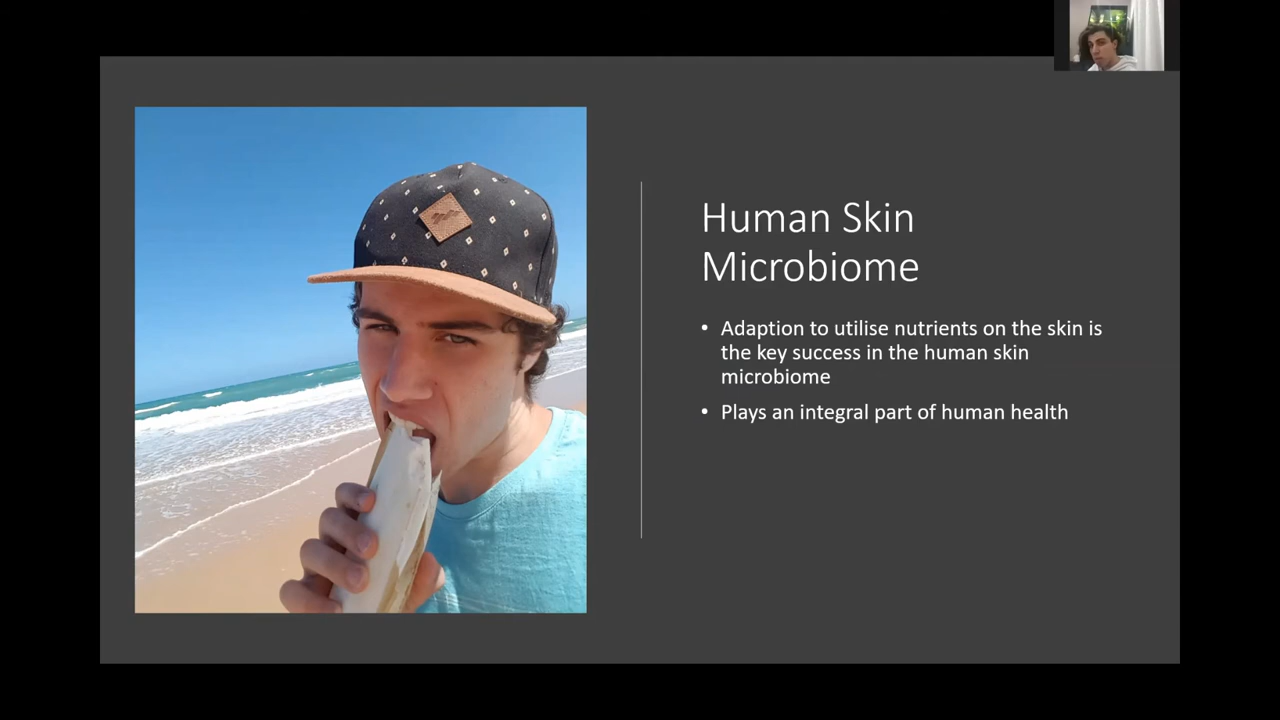 Human Skin
Microbiome
• Adaption to utilise nutrients on the skin is
the key success in the human skin
microbiome
• Plays an integral part of human health